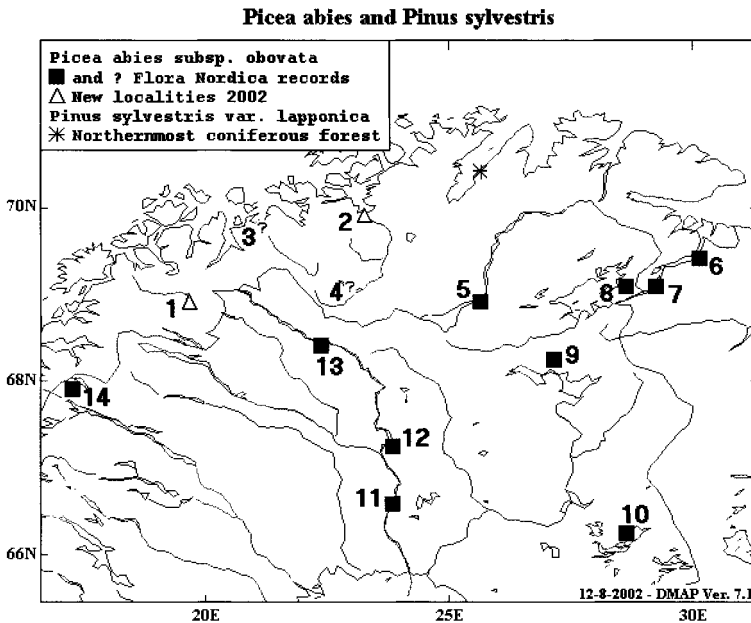 Picea abies and Pinus sylvestris
Picea abies subsp. obovata
and ? Flora Nordica records
New localities 2002
Pinus sylvestris var. lapponica
Northernmost coniferous forest
70N
68N
66N
20E
25E
30E
1
2
3 ?
4 ?
5
6
7
8
9
10
11
12
13
14
12-8-2002 - DMAP Ver. 7.1